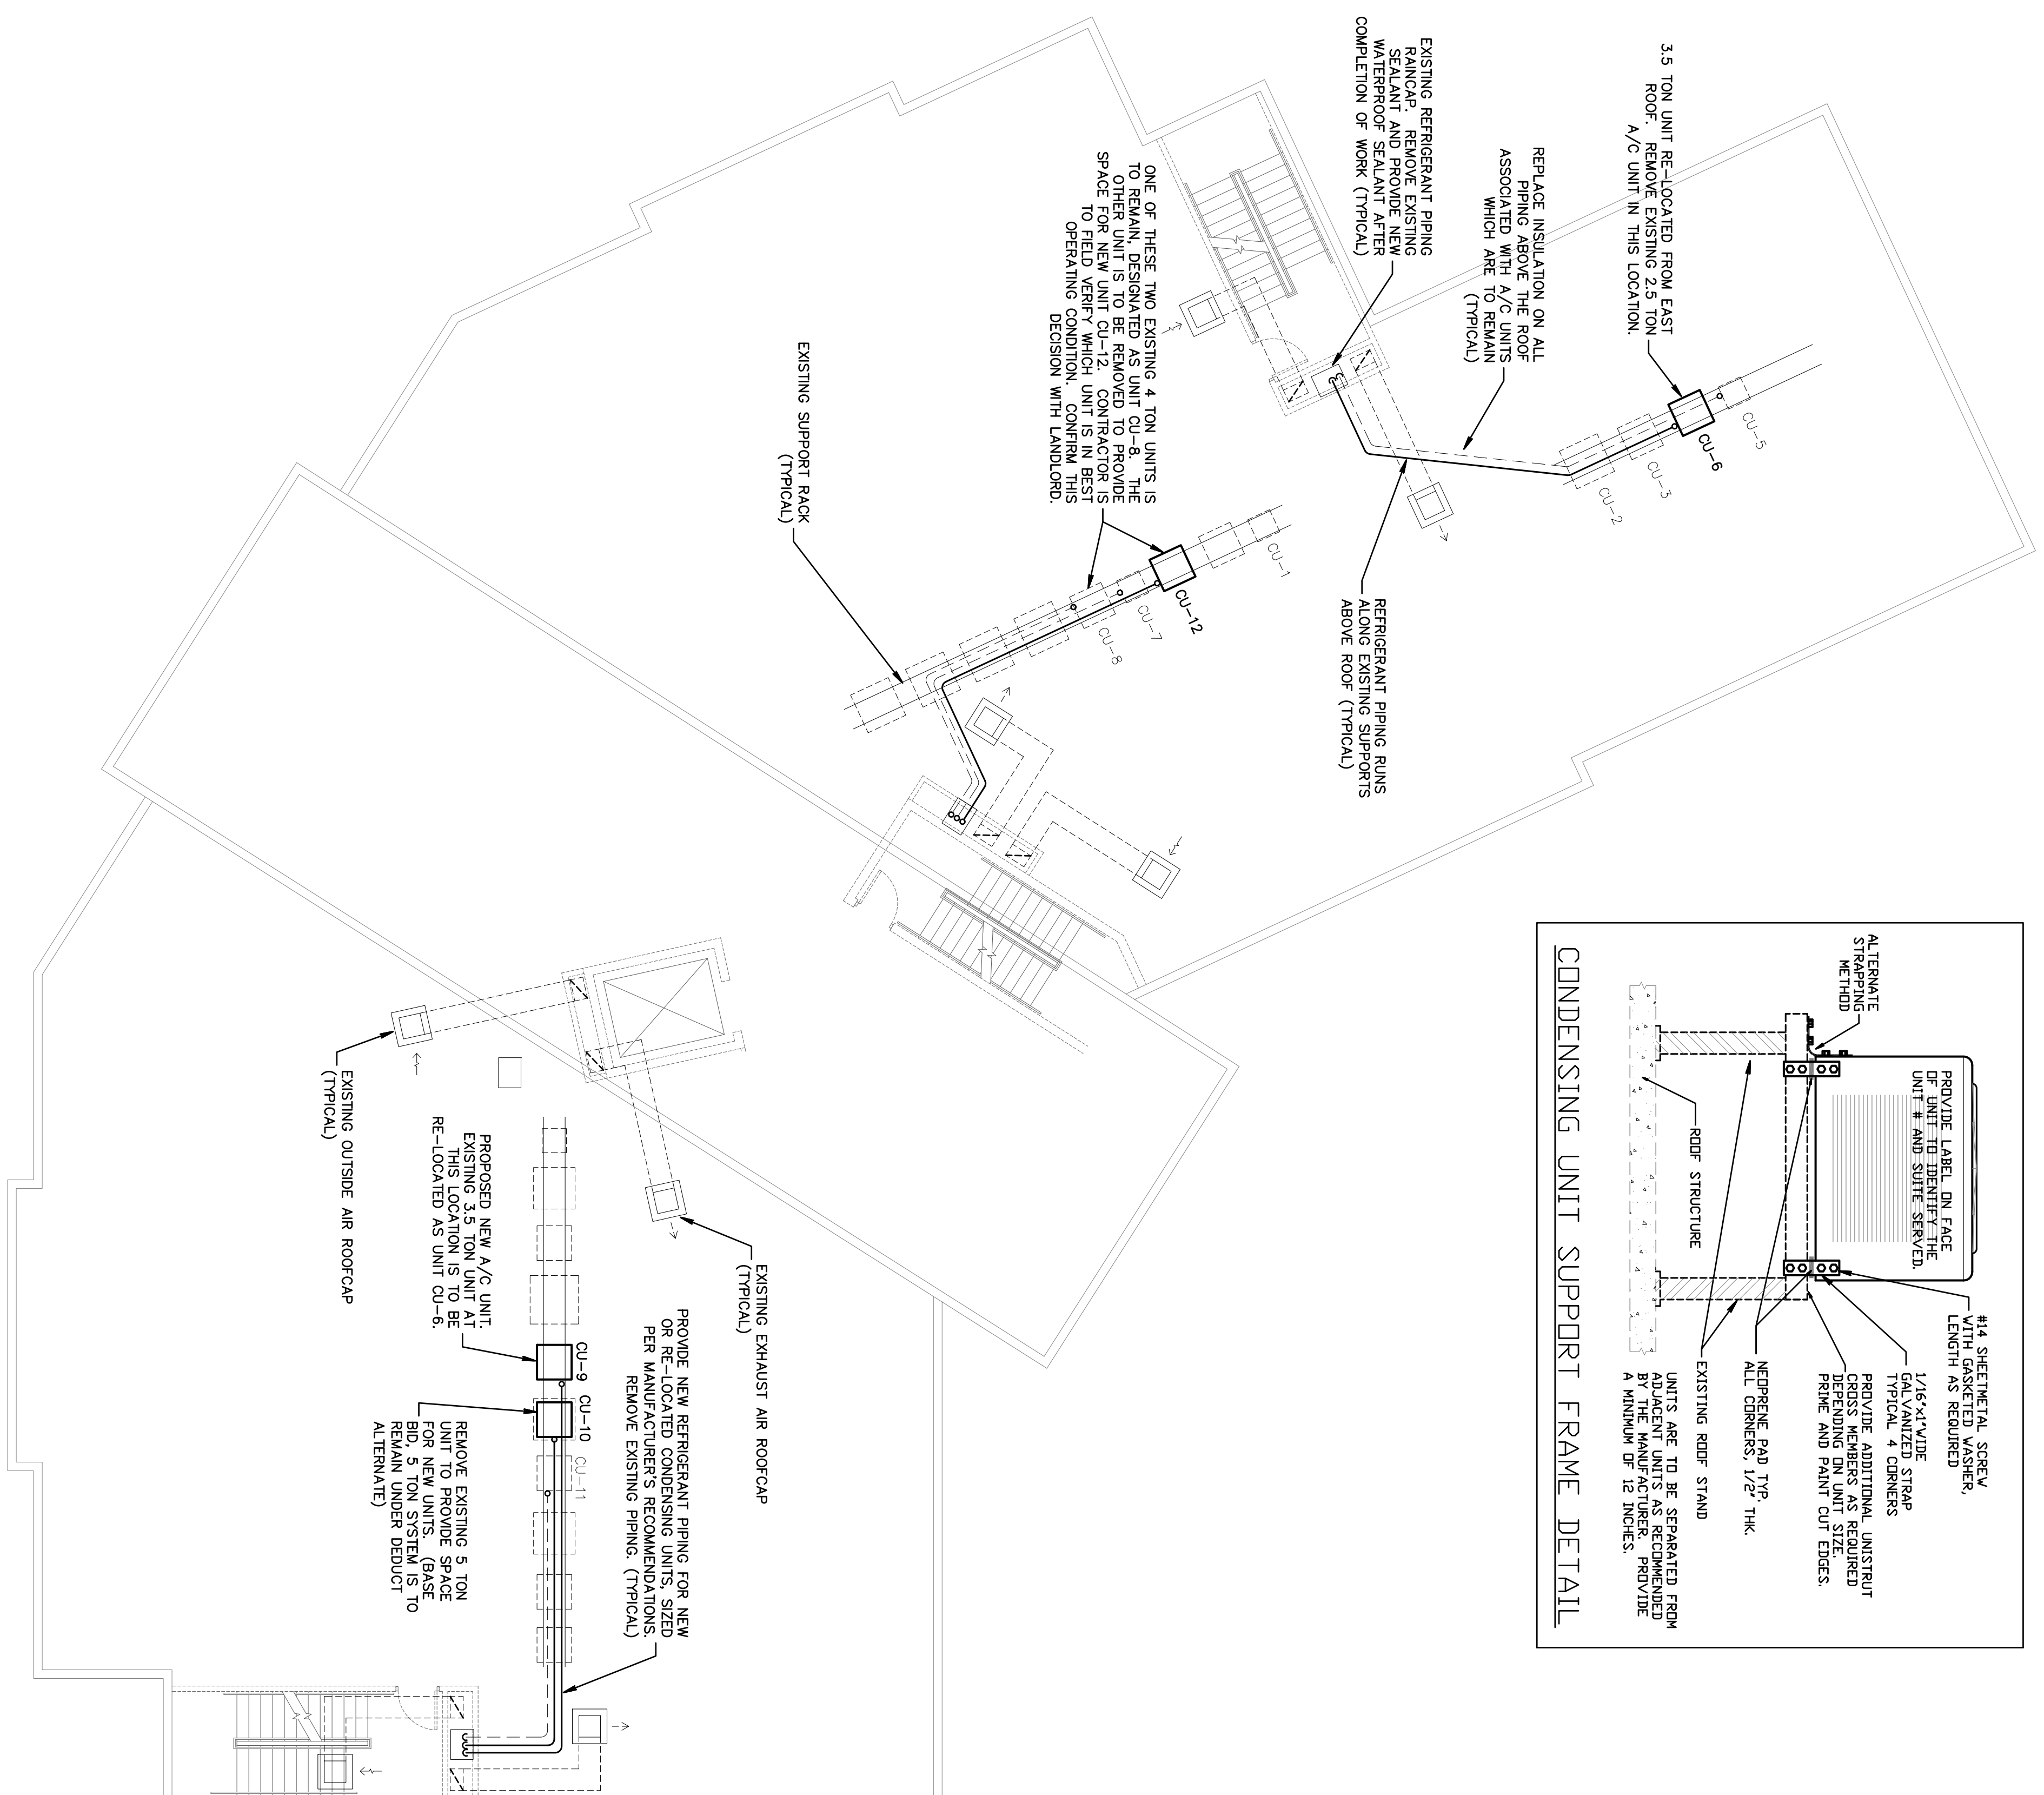 3.5 TON UNIT RE-LOCATED FROM EAST
ROOF.  REMOVE EXISTING 2.5 TON
A/C UNIT IN THIS LOCATION.
REPLACE INSULATION ON ALL
PIPING ABOVE THE ROOF
ASSOCIATED WITH A/C UNITS
WHICH ARE TO REMAIN
(TYPICAL)
EXISTING REFRIGERANT PIPING
RAINCAP.  REMOVE EXISTING
SEALANT AND PROVIDE NEW
WATERPROOF SEALANT AFTER
COMPLETION OF WORK (TYPICAL)
CU-5
CU-6
CU-3
CU-2
ONE OF THESE TWO EXISTING 4 TON UNITS IS
TO REMAIN, DESIGNATED AS UNIT CU-8.  THE
OTHER UNIT IS TO BE REMOVED TO PROVIDE
SPACE FOR NEW UNIT CU-12.  CONTRACTOR IS
TO FIELD VERIFY WHICH UNIT IS IN BEST
OPERATING CONDITION.  CONFIRM THIS
DECISION WITH LANDLORD.
EXISTING SUPPORT RACK
(TYPICAL)
CU-1
CU-12
CU-7
CU-8
REFRIGERANT PIPING RUNS
ALONG EXISTING SUPPORTS
ABOVE ROOF (TYPICAL)
ALTERNATE
STRAPPING
METHOD
PROVIDE LABEL ON FACE
OF UNIT TO IDENTIFY THE
UNIT # AND SUITE SERVED.
#14 SHEETMETAL SCREW
WITH GASKETED WASHER,
LENGTH AS REQUIRED
1/16"x1"WIDE
GALVANIZED STRAP
TYPICAL 4 CORNERS
PROVIDE ADDITIONAL UNISTRUT
CROSS MEMBERS AS REQUIRED
DEPENDING ON UNIT SIZE.
PRIME AND PAINT CUT EDGES.
NEOPRENE PAD TYP.
ALL CORNERS, 1/2" THK.
EXISTING ROOF STAND
ROOF STRUCTURE
UNITS ARE TO BE SEPARATED FROM
ADJACENT UNITS AS RECOMMENDED
BY THE MANUFACTURER.  PROVIDE
A MINIMUM OF 12 INCHES.
CONDENSING UNIT SUPPORT FRAME DETAIL
EXISTING OUTSIDE AIR ROOFCAP
(TYPICAL)
EXISTING EXHAUST AIR ROOFCAP
(TYPICAL)
PROPOSED NEW A/C UNIT.
EXISTING 3.5 TON UNIT AT
THIS LOCATION IS TO BE
RE-LOCATED AS UNIT CU-6.
CU-9
CU-10
CU-11
PROVIDE NEW REFRIGERANT PIPING FOR NEW
OR RE-LOCATED CONDENSING UNITS, SIZED
PER MANUFACTURER'S RECOMMENDATIONS.
REMOVE EXISTING PIPING. (TYPICAL)
REMOVE EXISTING 5 TON
UNIT TO PROVIDE SPACE
FOR NEW UNITS.  (BASE
BID, 5 TON SYSTEM IS TO
REMAIN UNDER DEDUCT
ALTERNATE)